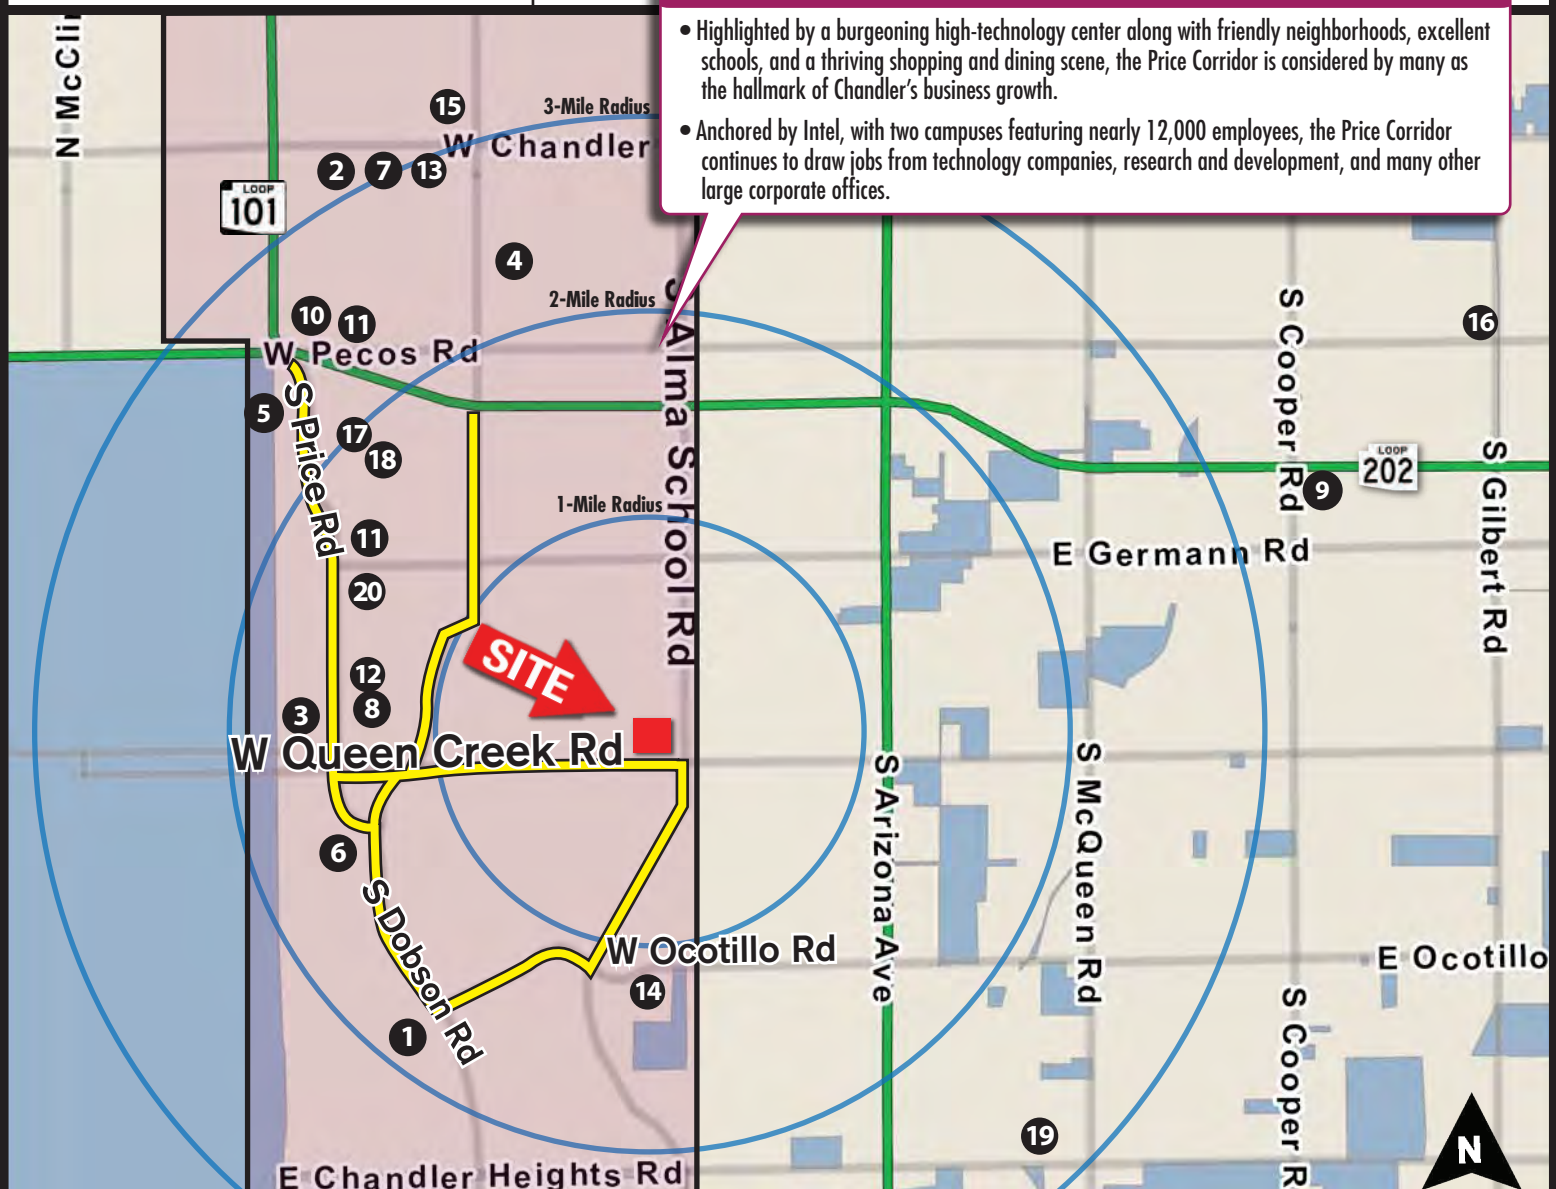 • Highlighted by a burgeoning high-technology center along with friendly neighborhoods, excellent
schools, and a thriving shopping and dining scene, the Price Corridor is considered by many as
the hallmark of Chandler's business growth.
• Anchored by Intel, with two campuses featuring nearly 12,000 employees, the Price Corridor
continues to draw jobs from technology companies, research and development, and many other
large corporate offices.
N McCli
15
3-Mile Radius
W Chandler
2
7
13
LOOP
101
4
2-Mile Radius
10
11
W Pecos Rd
S Alma School Rd
S Cooper Rd
16
5
S Price Rd
17
18
LOOP
202
9
S Gilbert Rd
1-Mile Radius
11
E Germann Rd
20
SITE
12
8
3
W Queen Creek Rd
S Arizona Ave
S McQueen Rd
6
S Dobson Rd
W Ocotillo Rd
E Ocotillo
14
1
S Cooper R
19
N
E Chandler Heights Rd